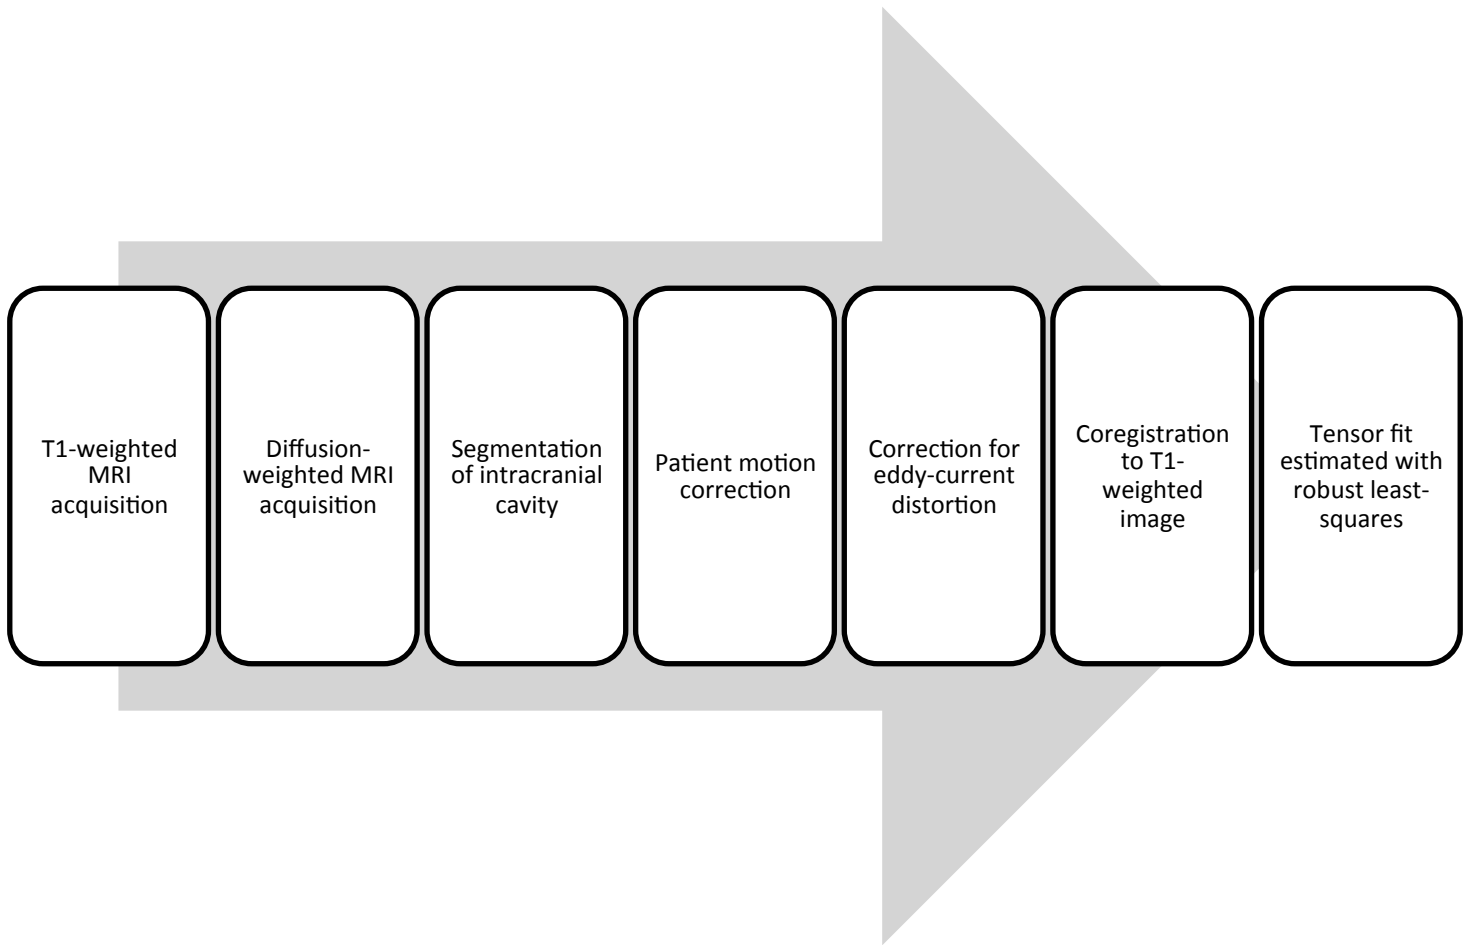 T1-weighted
MRI
acquisition
Diffusion-
weighted MRI
acquisition
Segmentation
of intracranial
cavity
Patient motion
correction
Correction for
eddy-current
distortion
Coregistration
to T1-
weighted
image
Tensor fit
estimated with
robust least-
squares